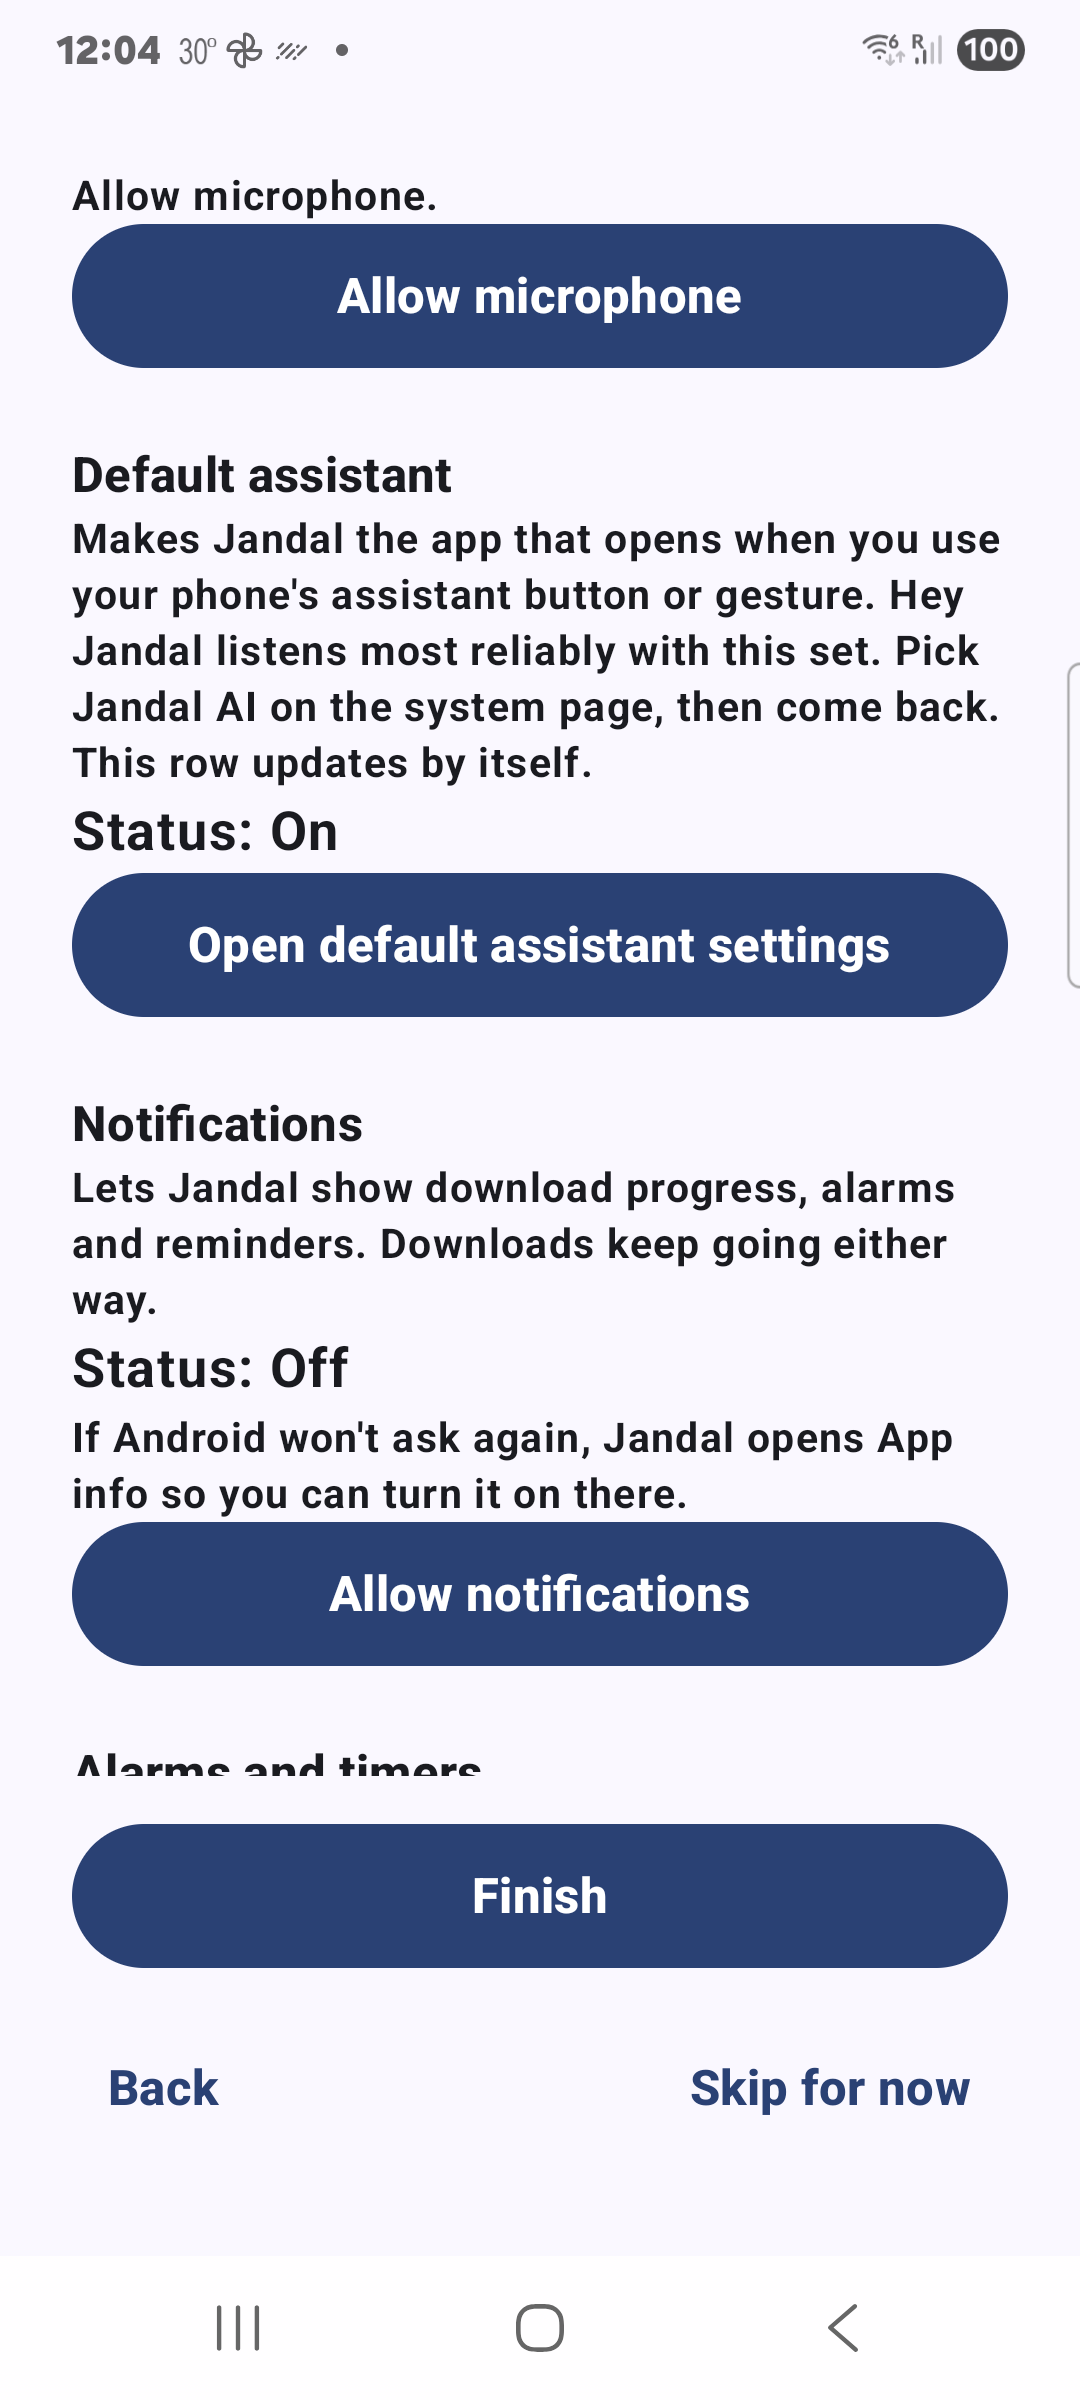 12:04 30° 6 R 100
Allow microphone.
Allow microphone
Default assistant
Makes Jandal the app that opens when you use
your phone's assistant button or gesture. Hey
Jandal listens most reliably with this set. Pick
Jandal AI on the system page, then come back.
This row updates by itself.
Status: On
Open default assistant settings
Notifications
Lets Jandal show download progress, alarms
and reminders. Downloads keep going either
way.
Status: Off
If Android won't ask again, Jandal opens App
info so you can turn it on there.
Allow notifications
Alarms and timers
Finish
Back
Skip for now